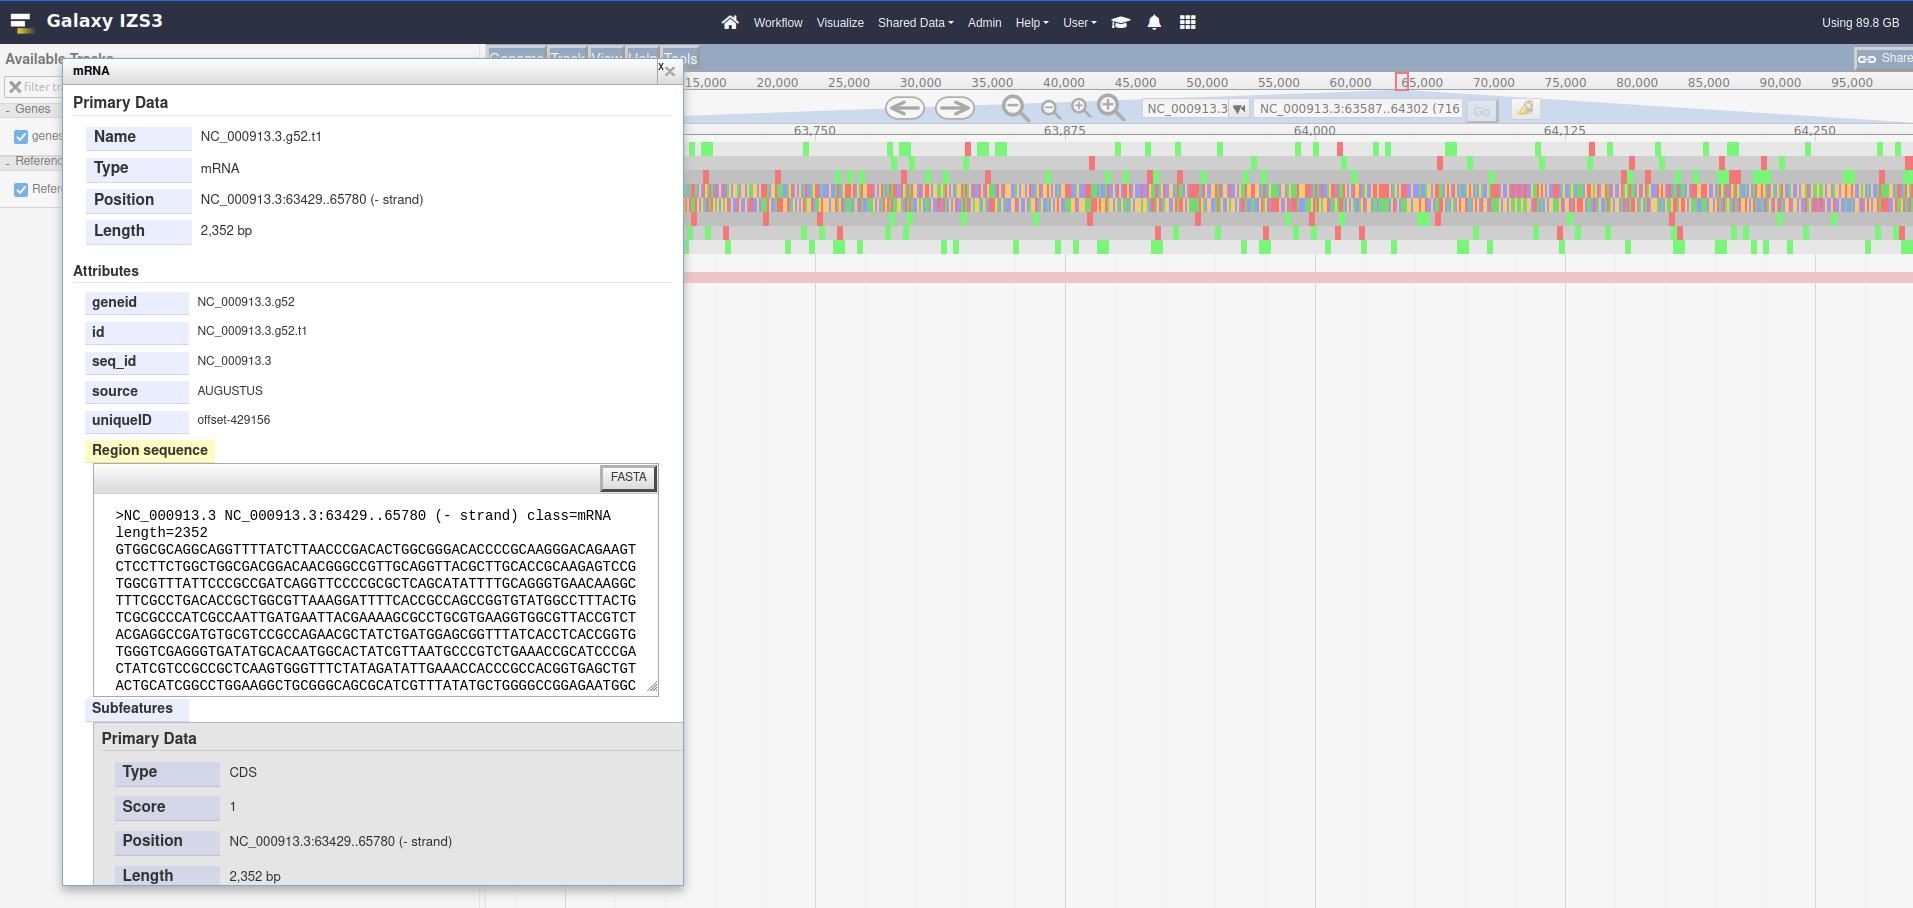 Galaxy IZS3
Workflow Visualize Shared Data Admin Help User
Using 89.8 GB
Available Tracks
filter tr
Genes
genes
Referenc
Refer
Genome Track View Help Tools
Share
15,000 20,000 25,000 30,000 35,000 40,000 45,000 50,000 55,000 60,000 65,000 70,000 75,000 80,000 85,000 90,000 95,000
NC_000913.3 NC_000913.3:63587..64302 (716 Go
63,750 63,875 64,000 64,125 64,250
mRNA
x
Primary Data
Name NC_000913.3.g52.t1
Type mRNA
Position NC_000913.3:63429..65780 (- strand)
Length 2,352 bp
Attributes
geneid NC_000913.3.g52
id NC_000913.3.g52.t1
seq_id NC_000913.3
source AUGUSTUS
uniqueID offset-429156
Region sequence
FASTA
>NC_000913.3 NC_000913.3:63429..65780 (- strand) class=mRNA
length=2352
GTGGCGCAGGCAGGTTTTATCTTAACCCGACACTGGCGGGACACCCCGCAAGGGACAGAAGT
CTCCTTCTGGCTGGCGACGGACAACGGGCCGTTGCAGGTTACGCTTGCACCGCAAGAGTCCG
TGGCGTTTATTCCCGCCGATCAGGTTCCCCGCGCTCAGCATATTTTGCAGGGTGAACAAGGC
TTTCGCCTGACACCGCTGGCGTTAAAGGATTTTCACCGCCAGCCGGTGTATGGCCTTTACTG
TCGCGCCCATCGCCAATTGATGAATTACGAAAAGCGCCTGCGTGAAGGTGGCGTTACCGTCT
ACGAGGCCGATGTGCGTCCGCCAGAACGCTATCTGATGGAGCGGTTTATCACCTCACCGGTG
TGGGTCGAGGGTGATATGCACAATGGCACTATCGTTAATGCCCGTCTGAAACCGCATCCCGA
CTATCGTCCGCCGCTCAAGTGGGTTTCTATAGATATTGAAACCACCCGCCACGGTGAGCTGT
ACTGCATCGGCCTGGAAGGCTGCGGGCAGCGCATCGTTTATATGCTGGGGCCGGAGAATGGC
Subfeatures
Primary Data
Type CDS
Score 1
Position NC_000913.3:63429..65780 (- strand)
Length 2,352 bp